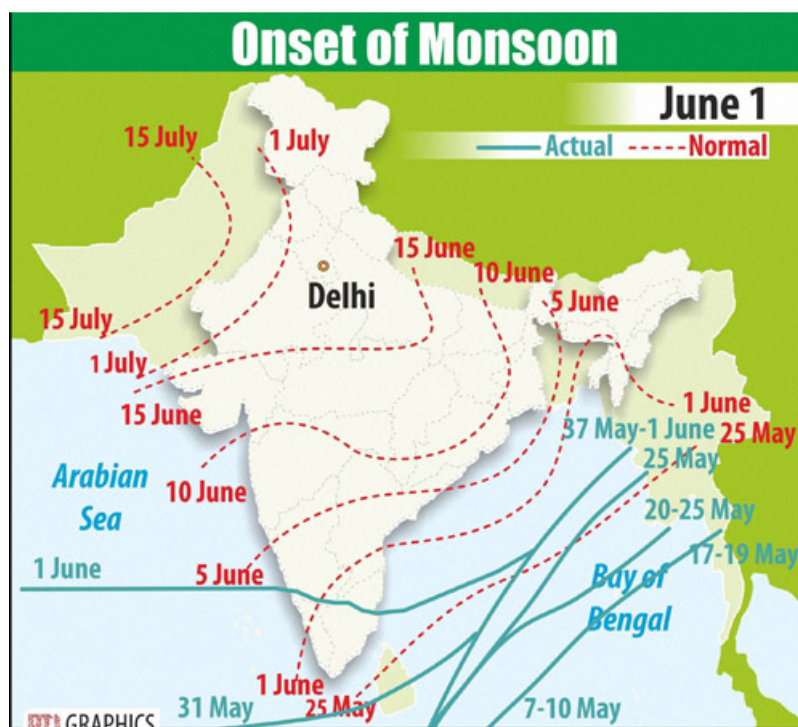 Onset of Monsoon
June 1
Actual
Normal
15 July
1 July
15 June
10 June
5 June
Delhi
15 July
1 July
15 June
1 June
37 May-1 June
25 May
25 May
Arabian
Sea
10 June
20-25 May
17-19 May
1 June
5 June
Bay of
Bengal
1 June
25 May
31 May
7-10 May
GRAPHICS